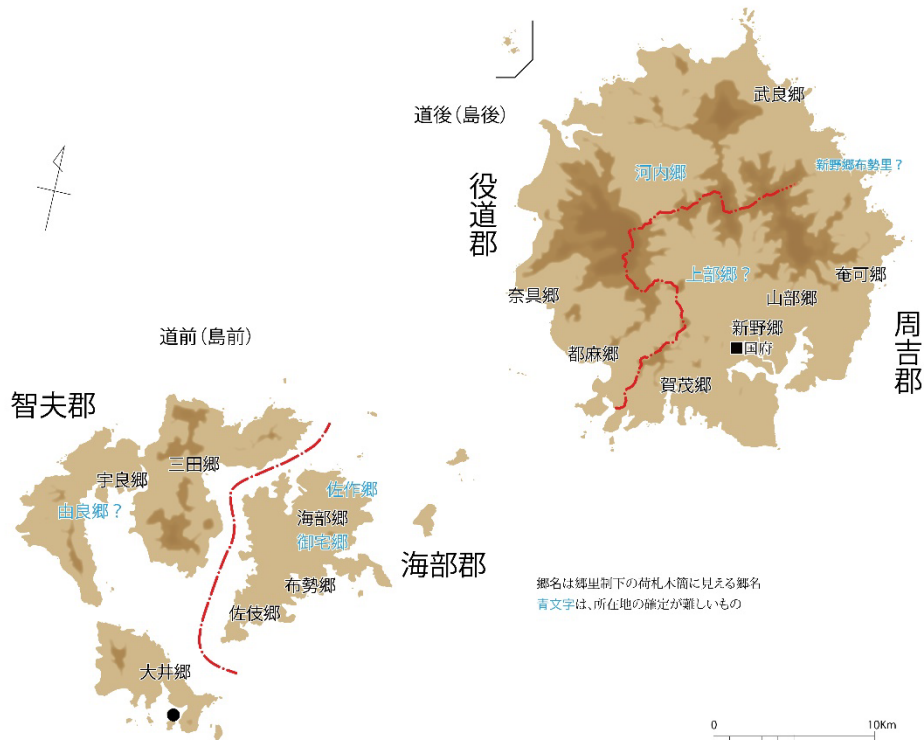 道後（島後）
武良郷
新野郷布勢里？
河内郷
役道郡
上部郷？
奄可郷
山部郷
奈具郷
新野郷
■国府
周吉郡
都麻郷
賀茂郷
道前（島前）
智夫郡
三田郷
宇良郷
由良郷？
佐作郷
海部郷
御宅郷
海部郡
布勢郷
佐伎郷
大井郷
郷名は郷里制下の荷札木簡に見える郷名
青文字は、所在地の確定が難しいもの
0 10Km